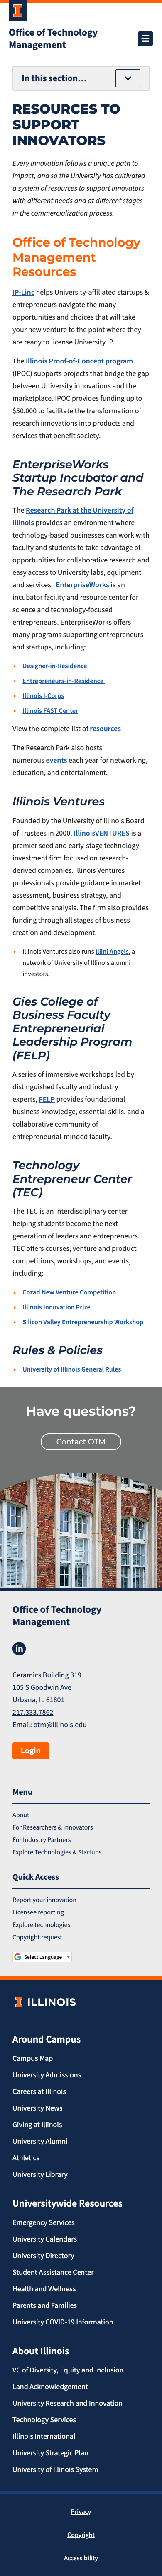 I
Office of Technology
Management
In this section...
RESOURCES TO
SUPPORT
INNOVATORS
Every innovation follows a unique path to
impact, and so the University has cultivated
a system of resources to support innovators
with different needs and at different stages
in the commercialization process.
Office of Technology
Management
Resources
IP-Linc helps University-affiliated startups &
entrepreneurs navigate and capture
opportunities and choices that will take
your new venture to the point where they
are ready to license University IP.
The Illinois Proof-of-Concept program
(IPOC) supports projects that bridge the gap
between University innovations and the
marketplace. IPOC provides funding up to
$50,000 to de-risk these innovations and
translate the results of research into
society for their benefit.
EnterpriseWorks
Startup Incubator and
The Research Park
The Research Park at the University of
Illinois provides an environment where
technology-based businesses can work with
faculty and students to take advantage of
opportunities for collaborative research and
easy access to University labs, equipment,
and services. EnterpriseWorks is an
incubator facility and resource center for
science and technology-focused
entrepreneurs. EnterpriseWorks offers
support and assistance to entrepreneurs
and startups, including:
Designer-in-Residence
Entrepreneurs-in-Residence
Illinois I-Corps
Illinois FAST Center
View the complete list of resources
The Research Park also hosts
numerous events each year for networking,
education, and entertainment.
Illinois Ventures
Founded by the University of Illinois Board
of Trustees in 2000, IllinoisVENTURES is a
premier seed and early-stage technology
investment firm focused on research-
derived companies. Illinois Ventures
professionals provide guidance for market
assessment, business strategy, and
competitive analysis. The firm also provides
funding through all stages of business
creation and development.
Illinois Ventures also runs Illini Angels, a
network of University of Illinois alumni
investors.
Gies College of
Business Faculty
Entrepreneurial
Leadership Program
(FELP)
A series of immersive workshops led by
distinguished faculty and industry
experts, FELP provides foundational
business knowledge, essential skills, and a
collaborative community of
entrepreneurial-minded faculty.
Technology
Entrepreneur Center
(TEC)
The TEC is an interdisciplinary center
helping students become the next
generation of leaders and entrepreneurs.
TEC offers courses, venture and product
competitions, workshops, and events,
including:
Cozad New Venture Competition
Illinois Innovation Prize
Silicon Valley Entrepreneurship Workshop
Rules & Policies
University of Illinois General Rules
Have questions?
Contact OTM
Office of Technology
Management
in
Ceramics Building 319
105 S Goodwin Ave
Urbana, IL 61801
217.333.7862
Email: otm@illinois.edu
Login
Menu
About
For Researchers & Innovators
For Industry Partners
Explore Technologies & Startups
Quick Access
Report your innovation
Licensee reporting
Explore technologies
Copyright request
G Select Language ▼
I ILLINOIS
Around Campus
Campus Map
University Admissions
Careers at Illinois
University News
Giving at Illinois
University Alumni
Athletics
University Library
Universitywide Resources
Emergency Services
University Calendars
University Directory
Student Assistance Center
Health and Wellness
Parents and Families
University COVID-19 Information
About Illinois
VC of Diversity, Equity and Inclusion
Land Acknowledgement
University Research and Innovation
Technology Services
Illinois International
University Strategic Plan
University of Illinois System
Privacy
Copyright
Accessibility